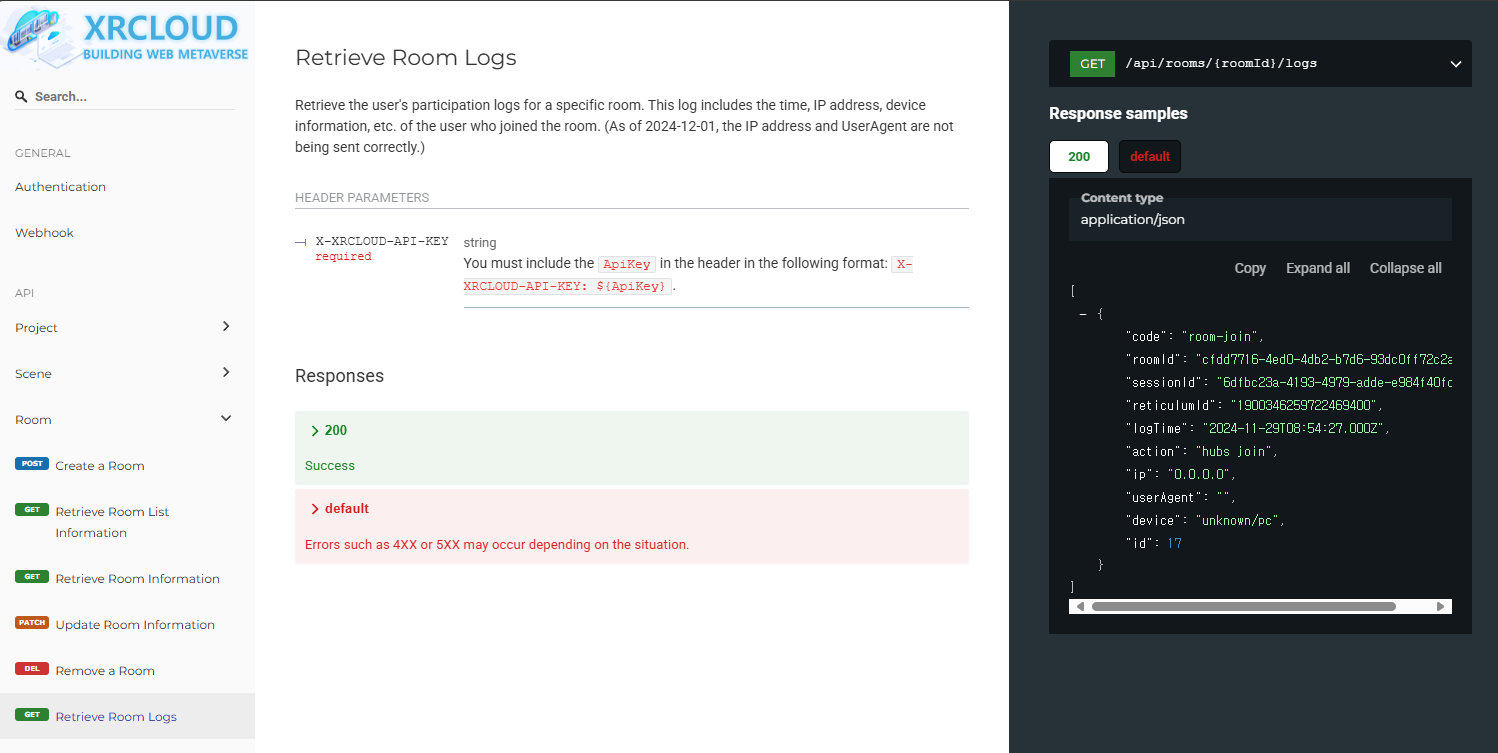 XRCLOUD
BUILDING WEB METAVERSE
Search...
GENERAL
Authentication
Webhook
API
Project
Scene
Room
POST Create a Room
GET Retrieve Room List
Information
GET Retrieve Room Information
PATCH Update Room Information
DEL Remove a Room
GET Retrieve Room Logs
Retrieve Room Logs
Retrieve the user's participation logs for a specific room. This log includes the time, IP address, device
information, etc. of the user who joined the room. (As of 2024-12-01, the IP address and UserAgent are not
being sent correctly.)
HEADER PARAMETERS
X-XRCLOUD-API-KEY string
required
You must include the ApiKey in the header in the following format: X-
XRCLOUD-API-KEY: ${ApiKey} .
Responses
200
Success
default
Errors such as 4XX or 5XX may occur depending on the situation.
GET /api/rooms/{roomId}/logs
Response samples
200 default
Content type
application/json
Copy Expand all Collapse all
[
– {
"code": "room-join",
"roomId": "cfdd7716-4ed0-4db2-b7d6-93dc0ff72c2a
"sessionId": "6dfbc23a-4193-4979-adde-e984f40fc
"reticulumId": "1900346259722469400",
"logTime": "2024-11-29T08:54:27.000Z",
"action": "hubs join",
"ip": "0.0.0.0",
"userAgent": "",
"device": "unknown/pc",
"id": 17
}
]